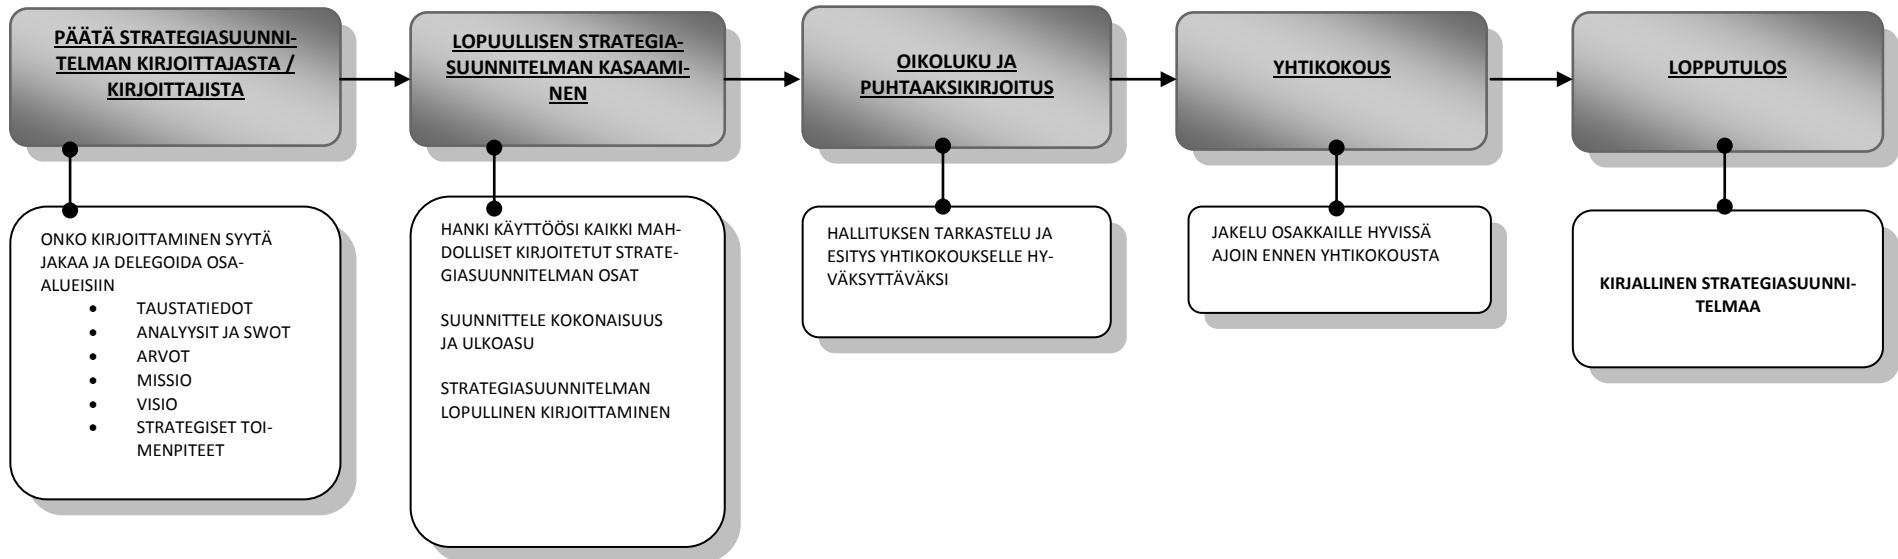 PÄÄTÄ STRATEGIASUUNNI-
TELMAN KIRJOITTAJASTA /
KIRJOITTAJISTA
LOPUULLISEN STRATEGIA-
SUUNNITELMAN KASAAMI-
NEN
OIKOLUKU JA
PUHTAAKSIKIRJOITUS
YHTIKOKOUS
LOPPUTULOS
ONKO KIRJOITTAMINEN SYYTÄ
JAKAA JA DELEGOIDA OSA-
ALUEISIIN
• TAUSTATIEDOT
• ANALYYSIT JA SWOT
• ARVOT
• MISSIO
• VISIO
• STRATEGISET TOI-
MENPITEET
HANKI KÄYTTÖÖSI KAIKKI MAH-
DOLLISET KIRJOITETUT STRATE-
GIASUUNNITELMAN OSAT
SUUNNITTELE KOKONAISUUS
JA ULKOASU
STRATEGIASUUNNITELMAN
LOPULLINEN KIRJOITTAMINEN
HALLITUKSEN TARKASTELU JA
ESITYS YHTIKOKOUKSELLE HY-
VÄKSYTTÄVÄKSI
JAKELU OSAKKAILLE HYVISSÄ
AJOIN ENNEN YHTIKOKOUSTA
KIRJALLINEN STRATEGIASUUNNI-
TELMAA